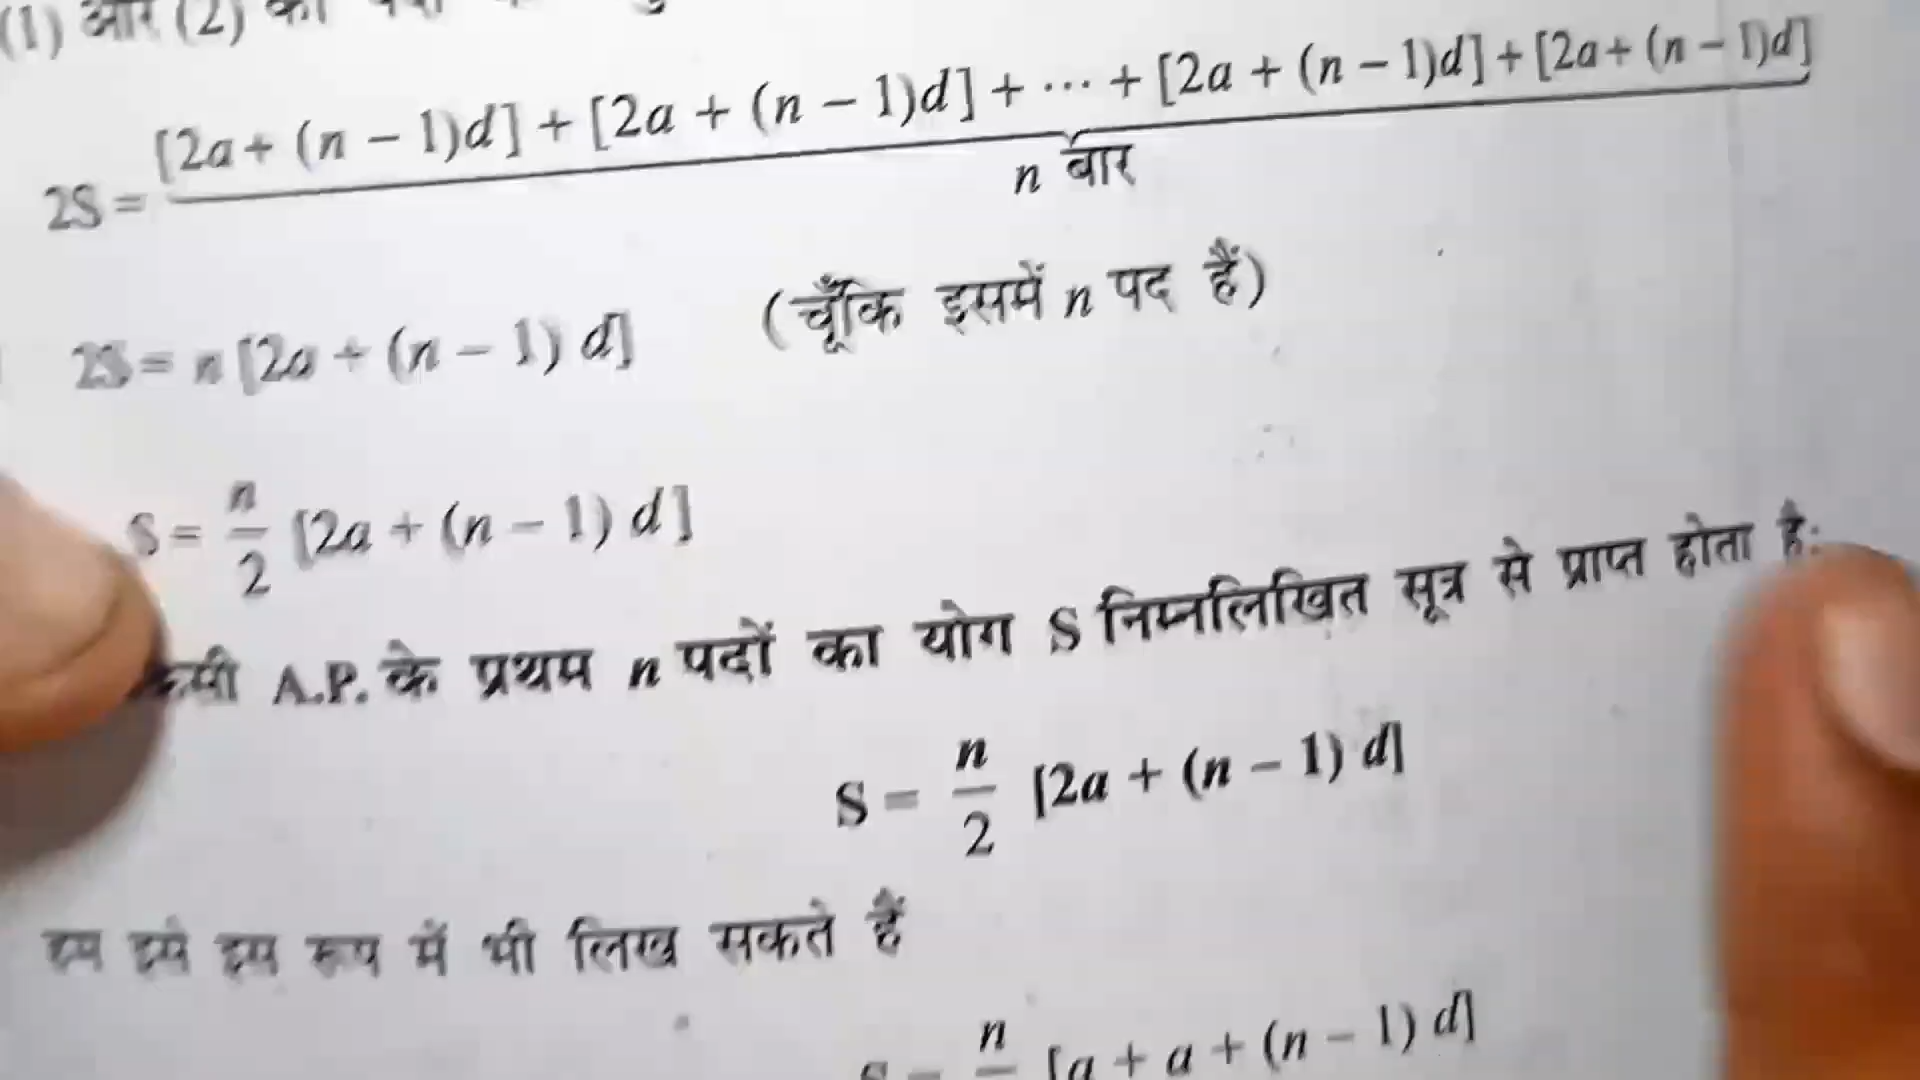 (1) और (2) को
2S = [2a + (n – 1)d] + [2a + (n – 1)d] + ... + [2a + (n – 1)d] + [2a + (n – 1)d]
n बार
2S = n [2a + (n – 1) d] (चूँकि इसमें n पद हैं)
S = n/2 [2a + (n – 1) d]
किसी A.P. के प्रथम n पदों का योग S निम्नलिखित सूत्र से प्राप्त होता है:
S = n/2 [2a + (n – 1) d]
हम इसे इस रूप में भी लिख सकते हैं
S = n [a + a + (n – 1) d]